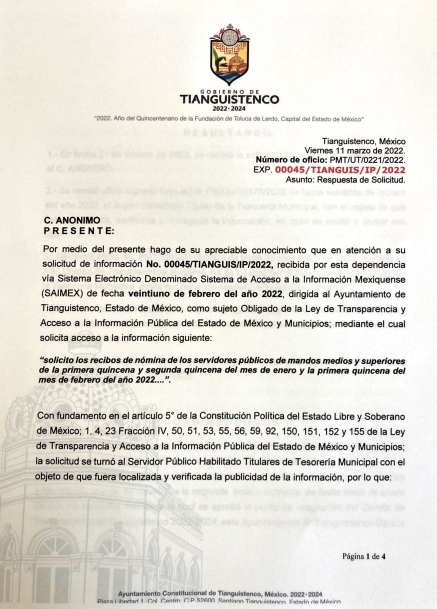 GOBIERNO DE
TIANGUISTENCO
2022-2024
"2022. Año del Quincentenario de la Fundación de Toluca de Lerdo, Capital del Estado de México"
Tianguistenco, México
Viernes 11 marzo de 2022.
Número de oficio: PMT/UT/0221/2022.
EXP. 00045/TIANGUIS/IP/2022
Asunto: Respuesta de Solicitud.
C. ANONIMO
P R E S E N T E:
Por medio del presente hago de su apreciable conocimiento que en atención a su
solicitud de información No. 00045/TIANGUIS/IP/2022, recibida por esta dependencia
vía Sistema Electrónico Denominado Sistema de Acceso a la Información Mexiquense
(SAIMEX) de fecha veintiuno de febrero del año 2022, dirigida al Ayuntamiento de
Tianguistenco, Estado de México, como sujeto Obligado de la Ley de Transparencia y
Acceso a la Información Pública del Estado de México y Municipios; mediante el cual
solicita acceso a la información siguiente:
"solicito los recibos de nómina de los servidores públicos de mandos medios y superiores
de la primera quincena y segunda quincena del mes de enero y la primera quincena del
mes de febrero del año 2022....".
Con fundamento en el artículo 5° de la Constitución Política del Estado Libre y Soberano
de México; 1, 4, 23 Fracción IV, 50, 51, 53, 55, 56, 59, 92, 150, 151, 152 y 155 de la Ley
de Transparencia y Acceso a la Información Pública del Estado de México y Municipios;
la solicitud se turnó al Servidor Público Habilitado Titulares de Tesorería Municipal con el
objeto de que fuera localizada y verificada la publicidad de la información, por lo que:
Página 1 de 4
Ayuntamiento Constitucional de Tianguistenco, México. 2022-2024
Plaza Libertad 1, Col. Centro, C.P. 52600, Santiago Tianguistenco, Estado de México